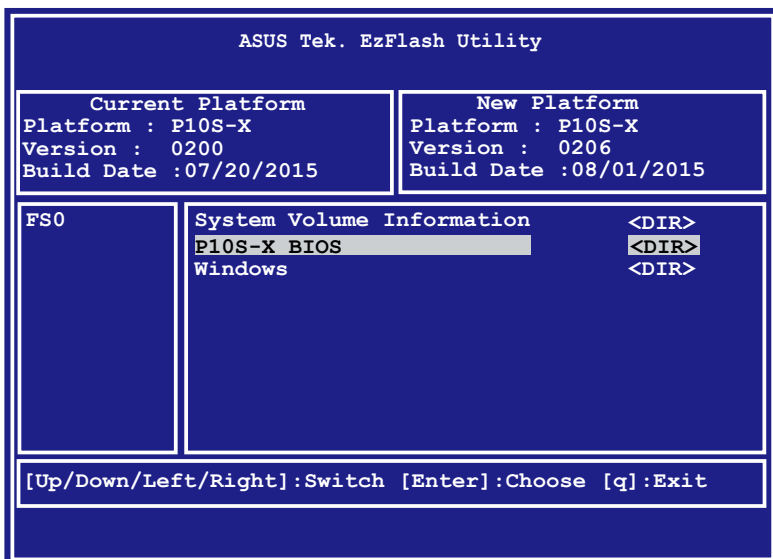 ASUS Tek. EzFlash Utility
Current Platform
Platform : P10S-X
Version : 0200
Build Date :07/20/2015
New Platform
Platform : P10S-X
Version : 0206
Build Date :08/01/2015
FS0
System Volume Information <DIR>
P10S-X BIOS <DIR>
Windows <DIR>
[Up/Down/Left/Right]:Switch [Enter]:Choose [q]:Exit